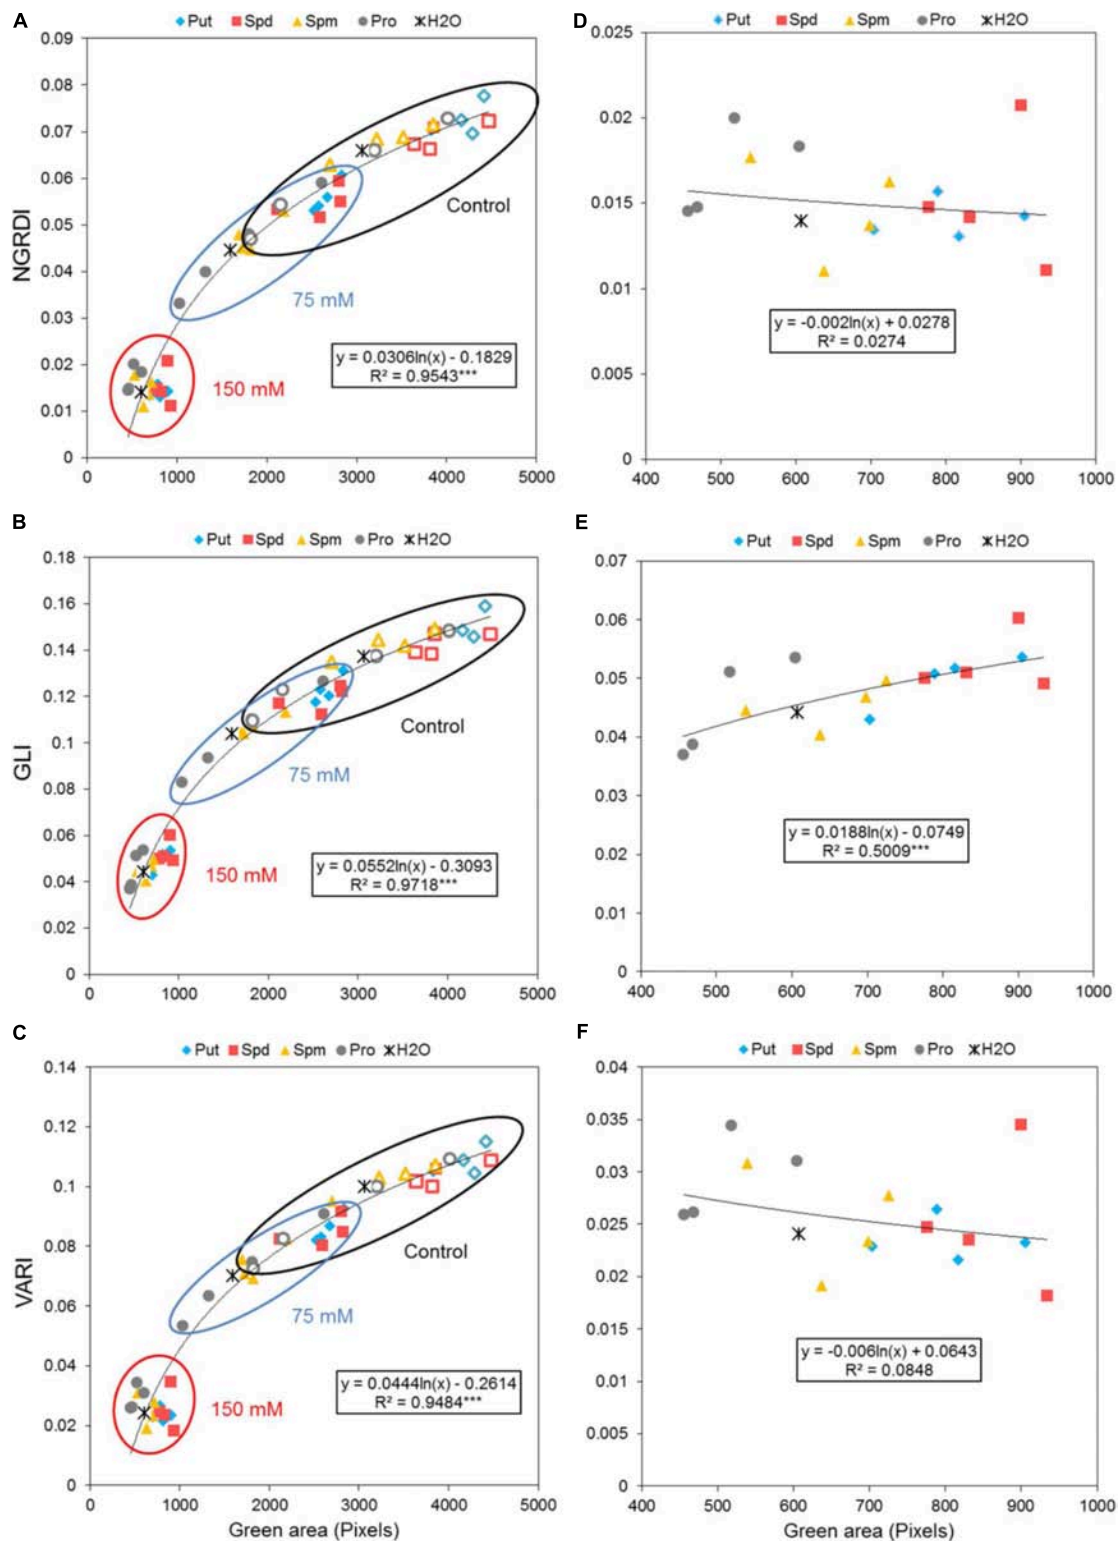 A
Put Spd Spm Pro H2O
NGRDI
0.09
0.08
0.07
0.06
0.05
0.04
0.03
0.02
0.01
0
0 1000 2000 3000 4000 5000
Control
75 mM
150 mM
y = 0.0306ln(x) - 0.1829
R² = 0.9543***
D
Put Spd Spm Pro H2O
0.025
0.02
0.015
0.01
0.005
0
400 500 600 700 800 900 1000
y = -0.002ln(x) + 0.0278
R² = 0.0274
B
Put Spd Spm Pro H2O
GLI
0.18
0.16
0.14
0.12
0.1
0.08
0.06
0.04
0.02
0
0 1000 2000 3000 4000 5000
Control
75 mM
150 mM
y = 0.0552ln(x) - 0.3093
R² = 0.9718***
E
Put Spd Spm Pro H2O
0.07
0.06
0.05
0.04
0.03
0.02
0.01
0
400 500 600 700 800 900 1000
y = 0.0188ln(x) - 0.0749
R² = 0.5009***
C
Put Spd Spm Pro H2O
VARI
0.14
0.12
0.1
0.08
0.06
0.04
0.02
0
0 1000 2000 3000 4000 5000
Green area (Pixels)
Control
75 mM
150 mM
y = 0.0444ln(x) - 0.2614
R² = 0.9484***
F
Put Spd Spm Pro H2O
0.04
0.035
0.03
0.025
0.02
0.015
0.01
0.005
0
400 500 600 700 800 900 1000
Green area (Pixels)
y = -0.006ln(x) + 0.0643
R² = 0.0848